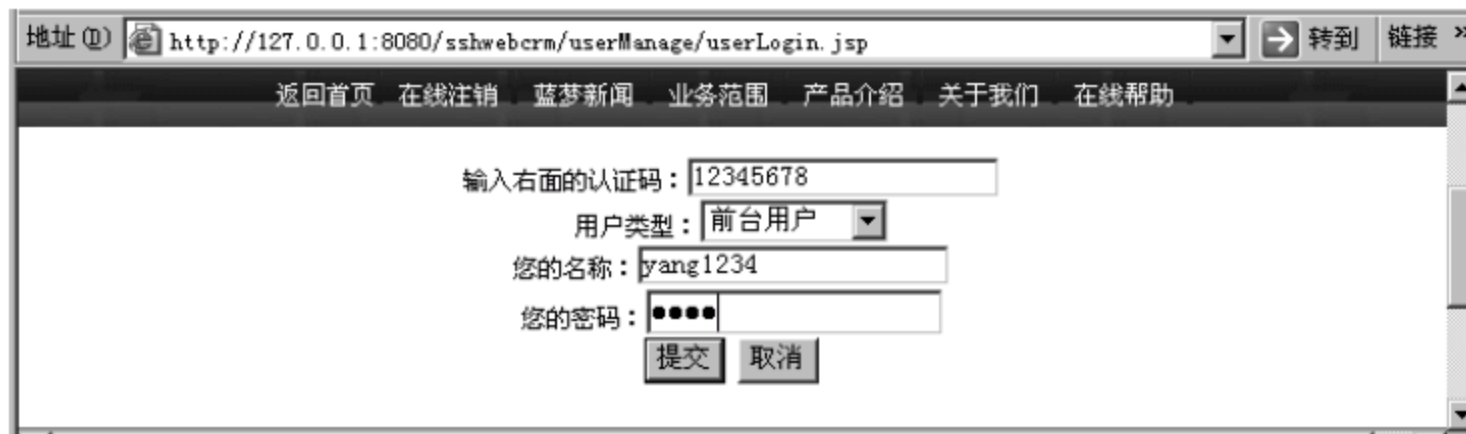 地址(D) http://127.0.0.1:8080/sshwebcrm/userManage/userLogin.jsp 转到 链接 »
返回首页 在线注销 蓝梦新闻 业务范围 产品介绍 关于我们 在线帮助
输入右面的认证码：12345678
用户类型：前台用户
您的名称：yang1234
您的密码：●●●●
提交 取消